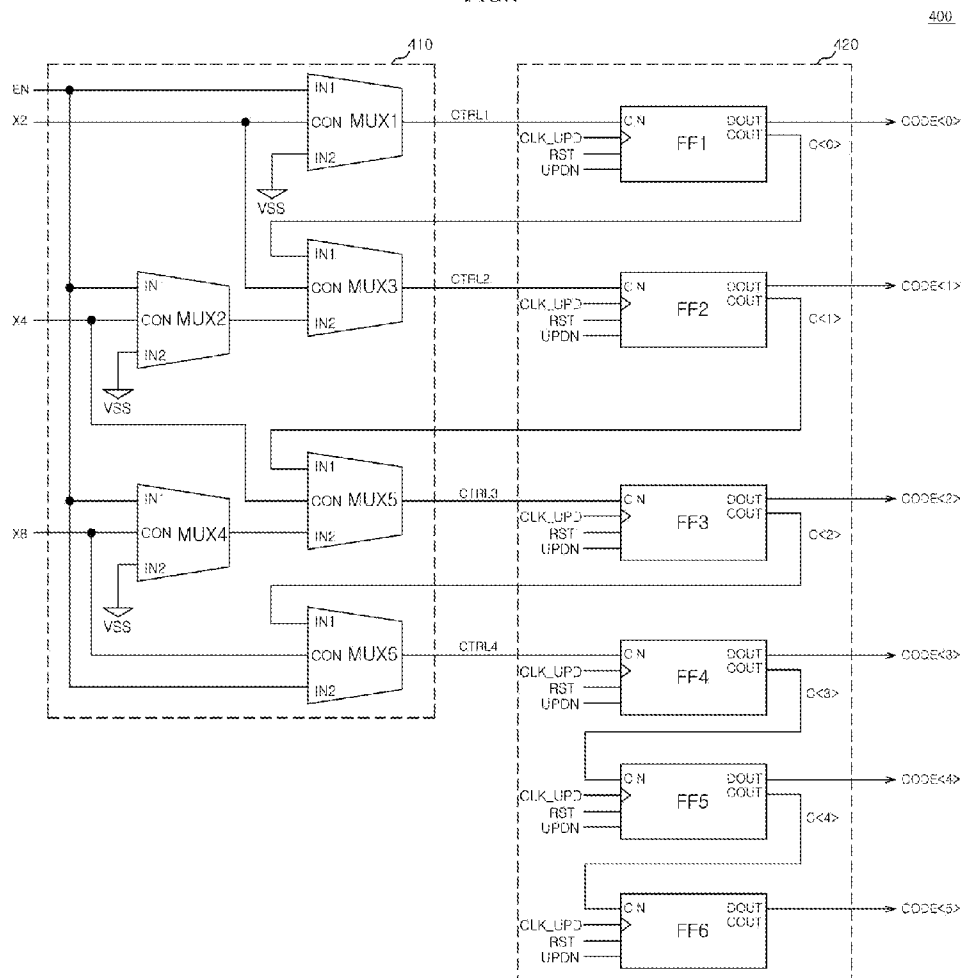 400
410
420
EN
X2
IN1
CON MUX1
IN2
VSS
CTRL1
CIN
CLK_UPD
RST
UPDN
FF1
DOUT
COUT
CODE<0>
C<0>
IN1
CON MUX3
IN2
CTRL2
X4
IN1
CON MUX2
IN2
VSS
CIN
CLK_UPD
RST
UPDN
FF2
DOUT
COUT
CODE<1>
C<1>
IN1
CON MUX5
IN2
CTRL3
X8
IN1
CON MUX4
IN2
VSS
CIN
CLK_UPD
RST
UPDN
FF3
DOUT
COUT
CODE<2>
C<2>
IN1
CON MUX6
IN2
CTRL4
CIN
CLK_UPD
RST
UPDN
FF4
DOUT
COUT
CODE<3>
C<3>
CIN
CLK_UPD
RST
UPDN
FF5
DOUT
COUT
CODE<4>
C<4>
CIN
CLK_UPD
RST
UPDN
FF6
DOUT
COUT
CODE<5>